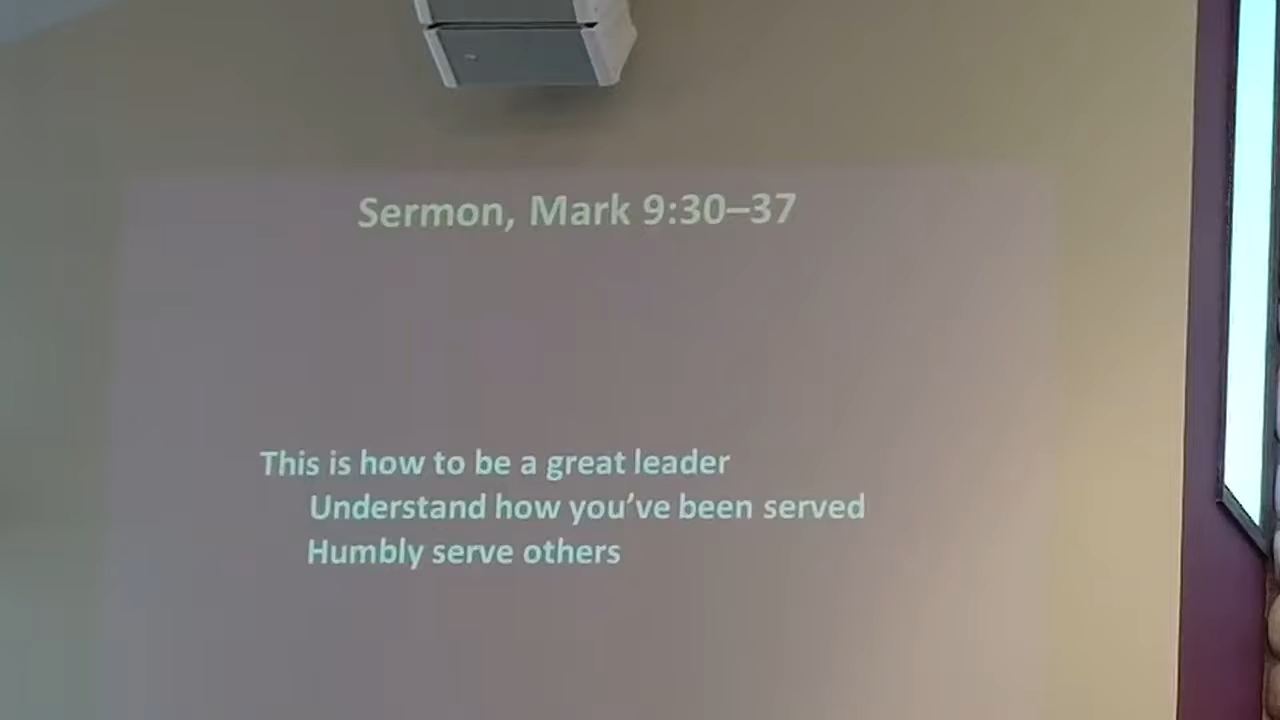 Sermon, Mark 9:30–37
This is how to be a great leader
Understand how you’ve been served
Humbly serve others